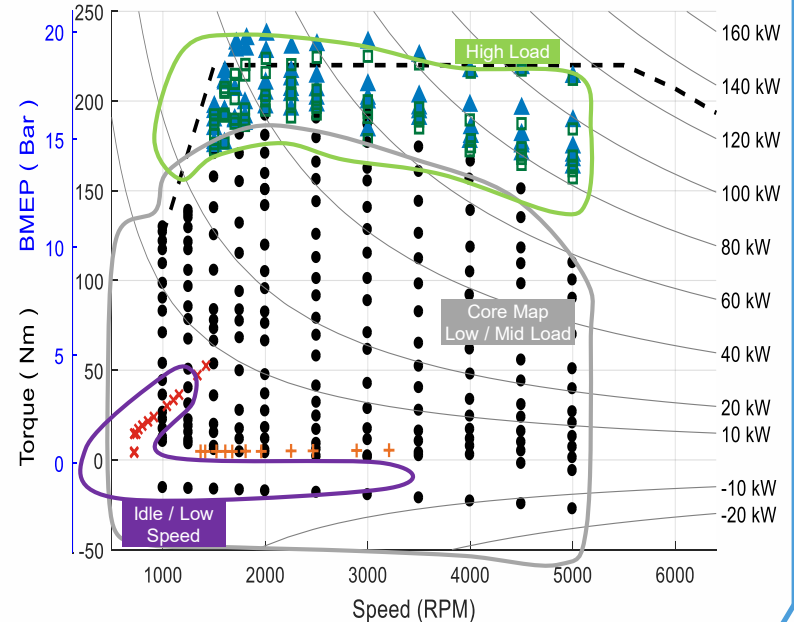 250
200
150
100
50
0
-50
20
15
10
5
0
BMEP ( Bar )
Torque ( Nm )
1000
2000
3000
4000
5000
6000
Speed (RPM)
160 kW
140 kW
120 kW
100 kW
80 kW
60 kW
40 kW
20 kW
10 kW
-10 kW
-20 kW
High Load
Core Map
Low / Mid Load
Idle / Low
Speed